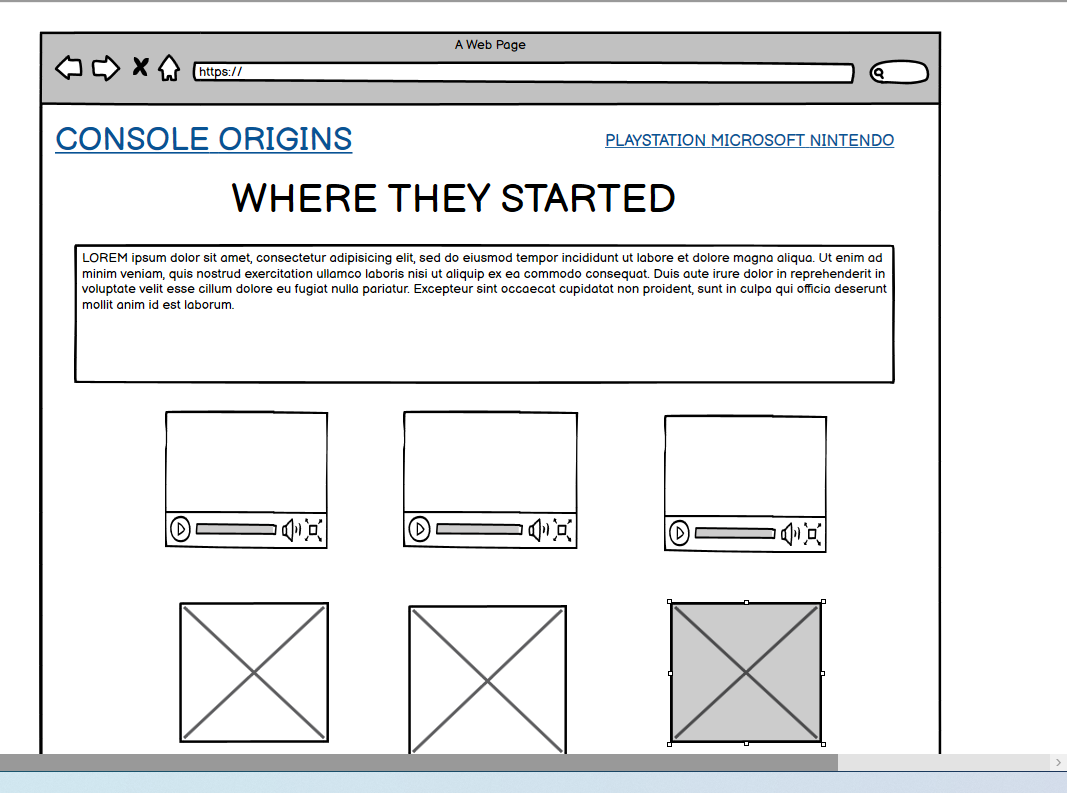 A Web Page
https://
CONSOLE ORIGINS
PLAYSTATION MICROSOFT NINTENDO
WHERE THEY STARTED
LOREM ipsum dolor sit amet, consectetur adipisicing elit, sed do eiusmod tempor incididunt ut labore et dolore magna aliqua. Ut enim ad
minim veniam, quis nostrud exercitation ullamco laboris nisi ut aliquip ex ea commodo consequat. Duis aute irure dolor in reprehenderit in
voluptate velit esse cillum dolore eu fugiat nulla pariatur. Excepteur sint occaecat cupidatat non proident, sunt in culpa qui officia deserunt
mollit anim id est laborum.